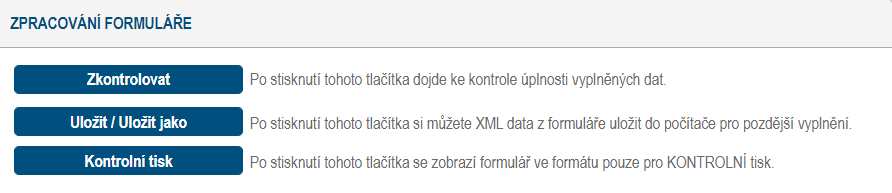 ZPRACOVÁNÍ FORMULÁŘE
Zkontrolovat Po stisknutí tohoto tlačítka dojde ke kontrole úplnosti vyplněných dat.
Uložit / Uložit jako Po stisknutí tohoto tlačítka si můžete XML data z formuláře uložit do počítače pro pozdější vyplnění.
Kontrolní tisk Po stisknutí tohoto tlačítka se zobrazí formulář ve formátu pouze pro KONTROLNÍ tisk.